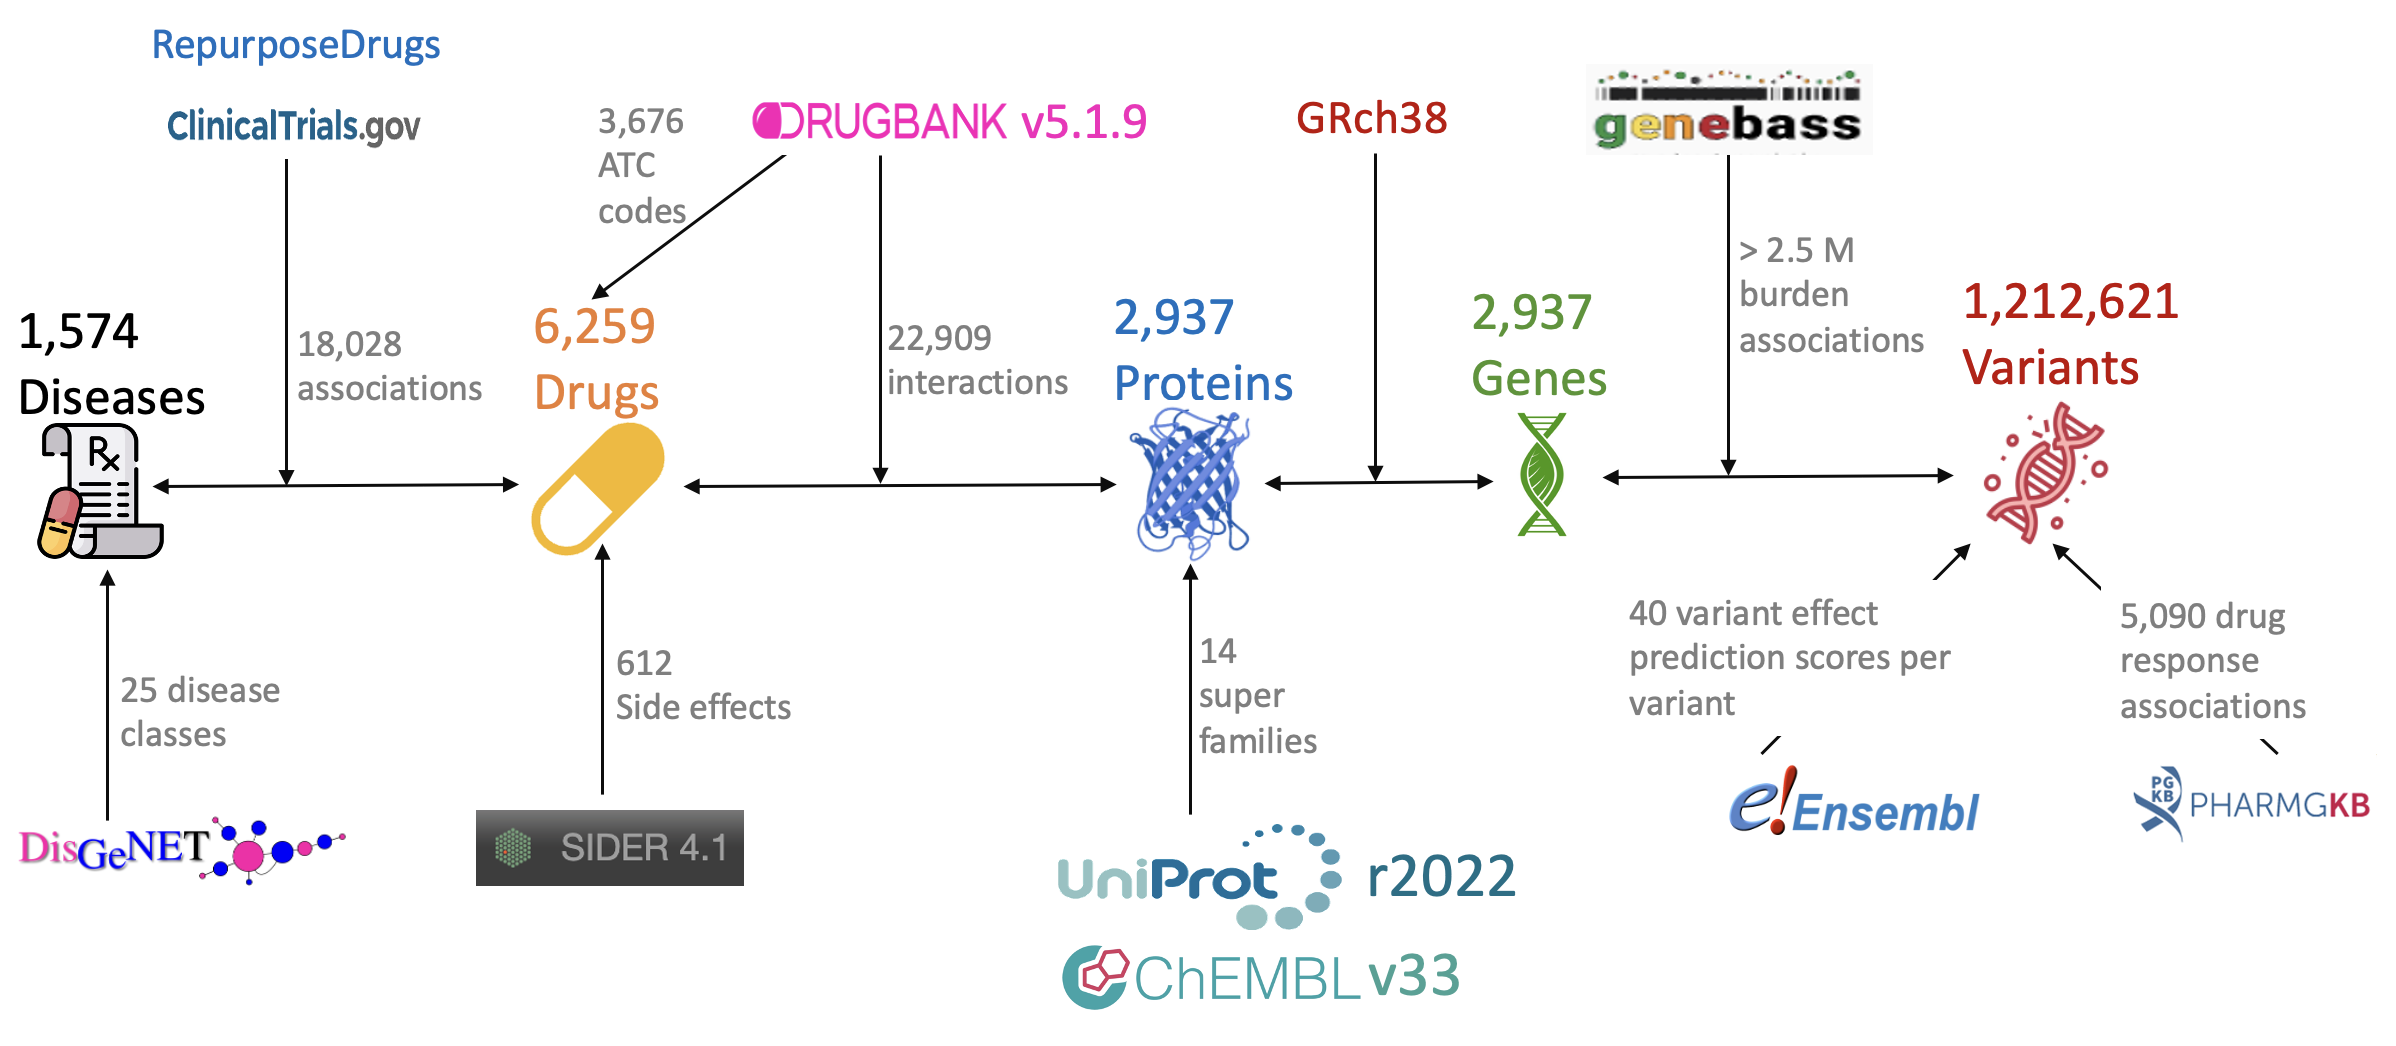 RepurposeDrugs
ClinicalTrials.gov
3,676
ATC
codes
DRUGBANK v5.1.9
GRch38
genebass
1,574
Diseases
18,028
associations
6,259
Drugs
22,909
interactions
2,937
Proteins
2,937
Genes
> 2.5 M
burden
associations
1,212,621
Variants
Rx
25 disease
classes
612
Side effects
14
super
families
40 variant effect
prediction scores per
variant
5,090 drug
response
associations
DisGeNET
SIDER 4.1
UniProt r2022
ChEMBL v33
e!Ensembl
PG
KB
PHARMGKB